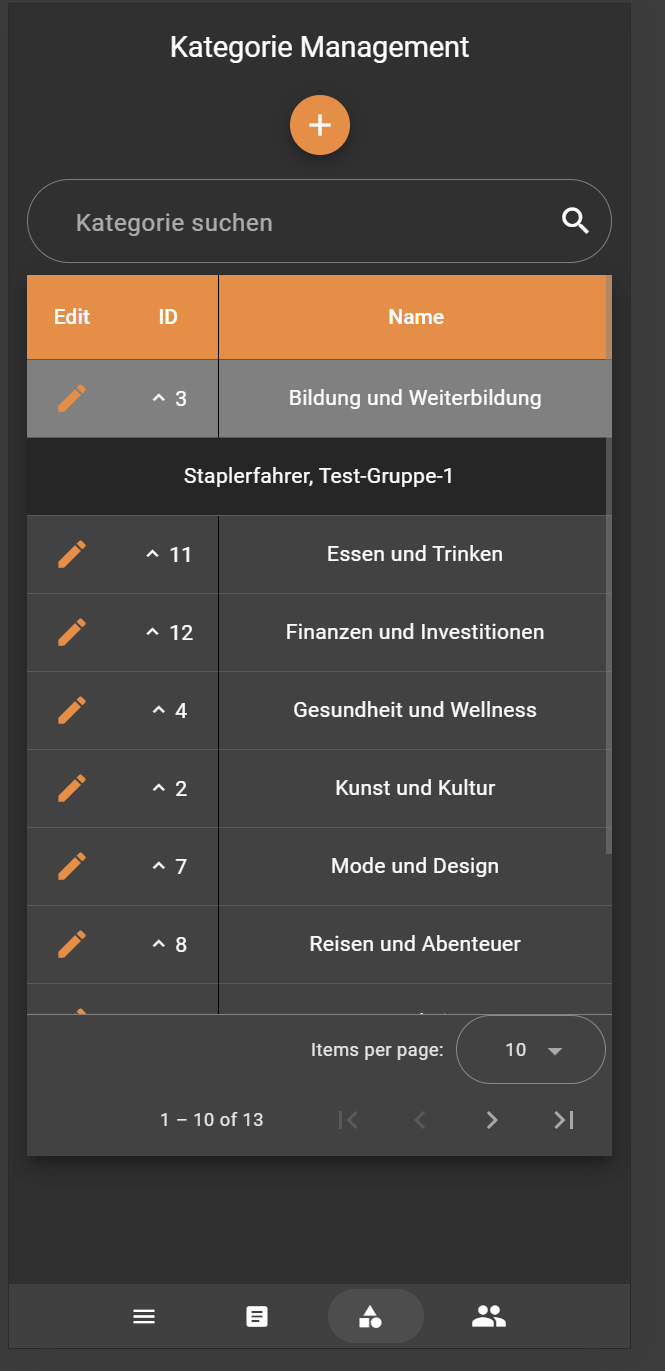 Kategorie Management
Kategorie suchen
Edit ID Name
3 Bildung und Weiterbildung
Staplerfahrer, Test-Gruppe-1
11 Essen und Trinken
12 Finanzen und Investitionen
4 Gesundheit und Wellness
2 Kunst und Kultur
7 Mode und Design
8 Reisen und Abenteuer
Items per page: 10
1 – 10 of 13